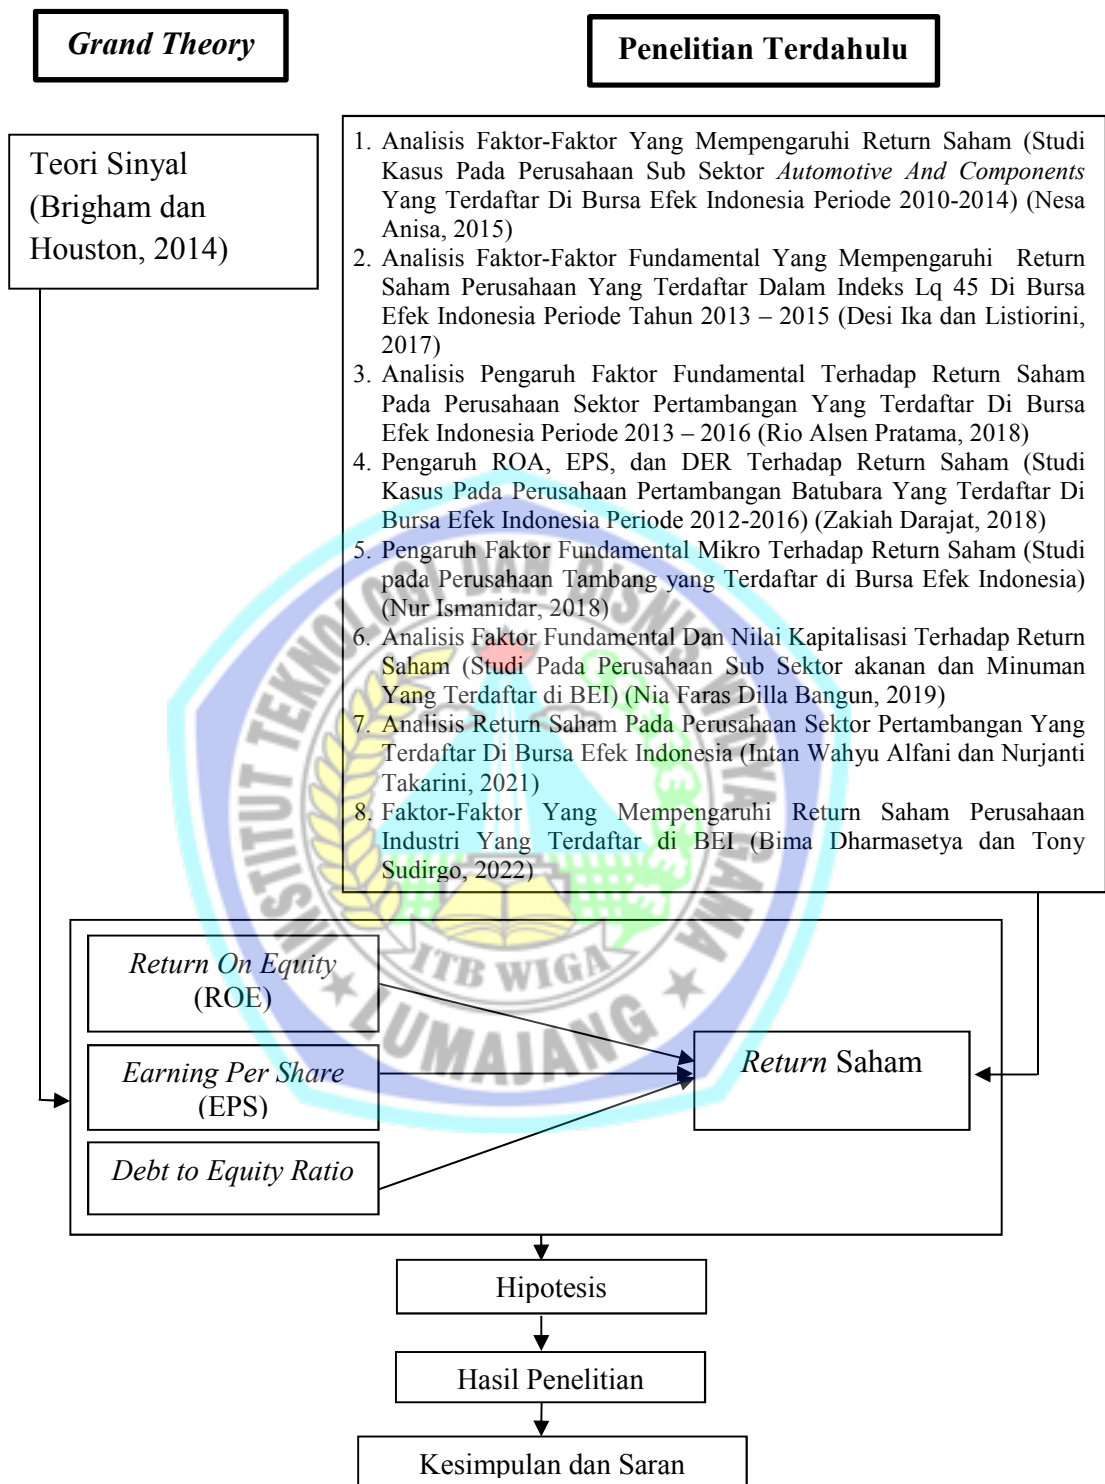 Grand Theory
Penelitian Terdahulu
Teori Sinyal
(Brigham dan
Houston, 2014)
1. Analisis Faktor-Faktor Yang Mempengaruhi Return Saham (Studi
Kasus Pada Perusahaan Sub Sektor Automotive And Components
Yang Terdaftar Di Bursa Efek Indonesia Periode 2010-2014) (Nesa
Anisa, 2015)
2. Analisis Faktor-Faktor Fundamental Yang Mempengaruhi Return
Saham Perusahaan Yang Terdaftar Dalam Indeks Lq 45 Di Bursa
Efek Indonesia Periode Tahun 2013 – 2015 (Desi Ika dan Listiorini,
2017)
3. Analisis Pengaruh Faktor Fundamental Terhadap Return Saham
Pada Perusahaan Sektor Pertambangan Yang Terdaftar Di Bursa
Efek Indonesia Periode 2013 – 2016 (Rio Alsen Pratama, 2018)
4. Pengaruh ROA, EPS, dan DER Terhadap Return Saham (Studi
Kasus Pada Perusahaan Pertambangan Batubara Yang Terdaftar Di
Bursa Efek Indonesia Periode 2012-2016) (Zakiah Darajat, 2018)
5. Pengaruh Faktor Fundamental Mikro Terhadap Return Saham (Studi
pada Perusahaan Tambang yang Terdaftar di Bursa Efek Indonesia)
(Nur Ismanidar, 2018)
6. Analisis Faktor Fundamental Dan Nilai Kapitalisasi Terhadap Return
Saham (Studi Pada Perusahaan Sub Sektor akanan dan Minuman
Yang Terdaftar di BEI) (Nia Faras Dilla Bangun, 2019)
7. Analisis Return Saham Pada Perusahaan Sektor Pertambangan Yang
Terdaftar Di Bursa Efek Indonesia (Intan Wahyu Alfani dan Nurjanti
Takarini, 2021)
8. Faktor-Faktor Yang Mempengaruhi Return Saham Perusahaan
Industri Yang Terdaftar di BEI (Bima Dharmasetya dan Tony
Sudirgo, 2022)
INSTITUT TEKNOLOGI DAN BISNIS WIDYA GAMA
ITB WIGA
LUMAJANG
Return On Equity
(ROE)
Earning Per Share
(EPS)
Debt to Equity Ratio
Return Saham
Hipotesis
Hasil Penelitian
Kesimpulan dan Saran